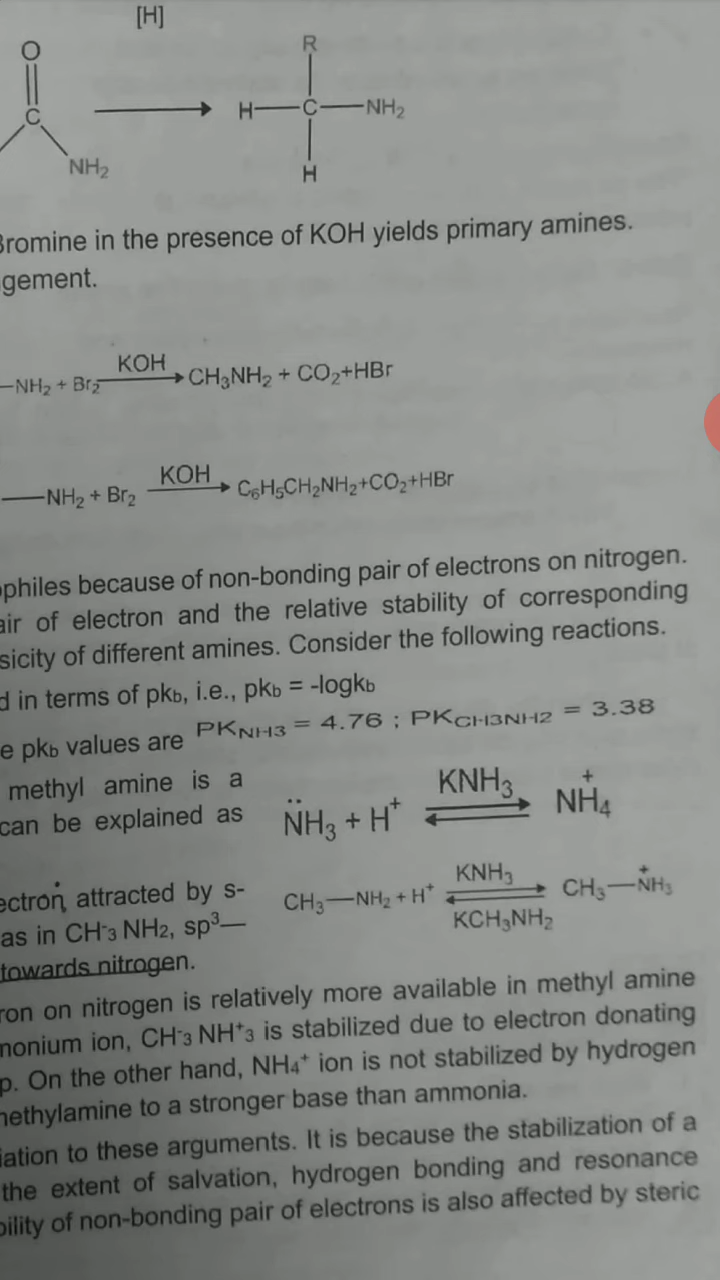 [H]
O
R
C
H—C—NH₂
NH₂
H
Bromine in the presence of KOH yields primary amines.
gement.
—NH₂ + Br₂ KOH CH₃NH₂ + CO₂+HBr
—NH₂ + Br₂ KOH C₆H₅CH₂NH₂+CO₂+HBr
ophiles because of non-bonding pair of electrons on nitrogen.
air of electron and the relative stability of corresponding
sicity of different amines. Consider the following reactions.
d in terms of pkb, i.e., pkb = -logkb
e pkb values are PKNH3 = 4.76 ; PKCH3NH2 = 3.38
methyl amine is a
can be explained as
N̈H₃ + H⁺ KNH₃ NH₄⁺
ectron, attracted by s-
as in CH⁻3 NH2, sp³—
towards nitrogen.
CH₃—NH₂ + H⁺ KNH₃ KCH₃NH₂ CH₃—NH₃⁺
ron on nitrogen is relatively more available in methyl amine
monium ion, CH⁻3 NH⁺3 is stabilized due to electron donating
p. On the other hand, NH4⁺ ion is not stabilized by hydrogen
methylamine to a stronger base than ammonia.
iation to these arguments. It is because the stabilization of a
the extent of salvation, hydrogen bonding and resonance
bility of non-bonding pair of electrons is also affected by steric